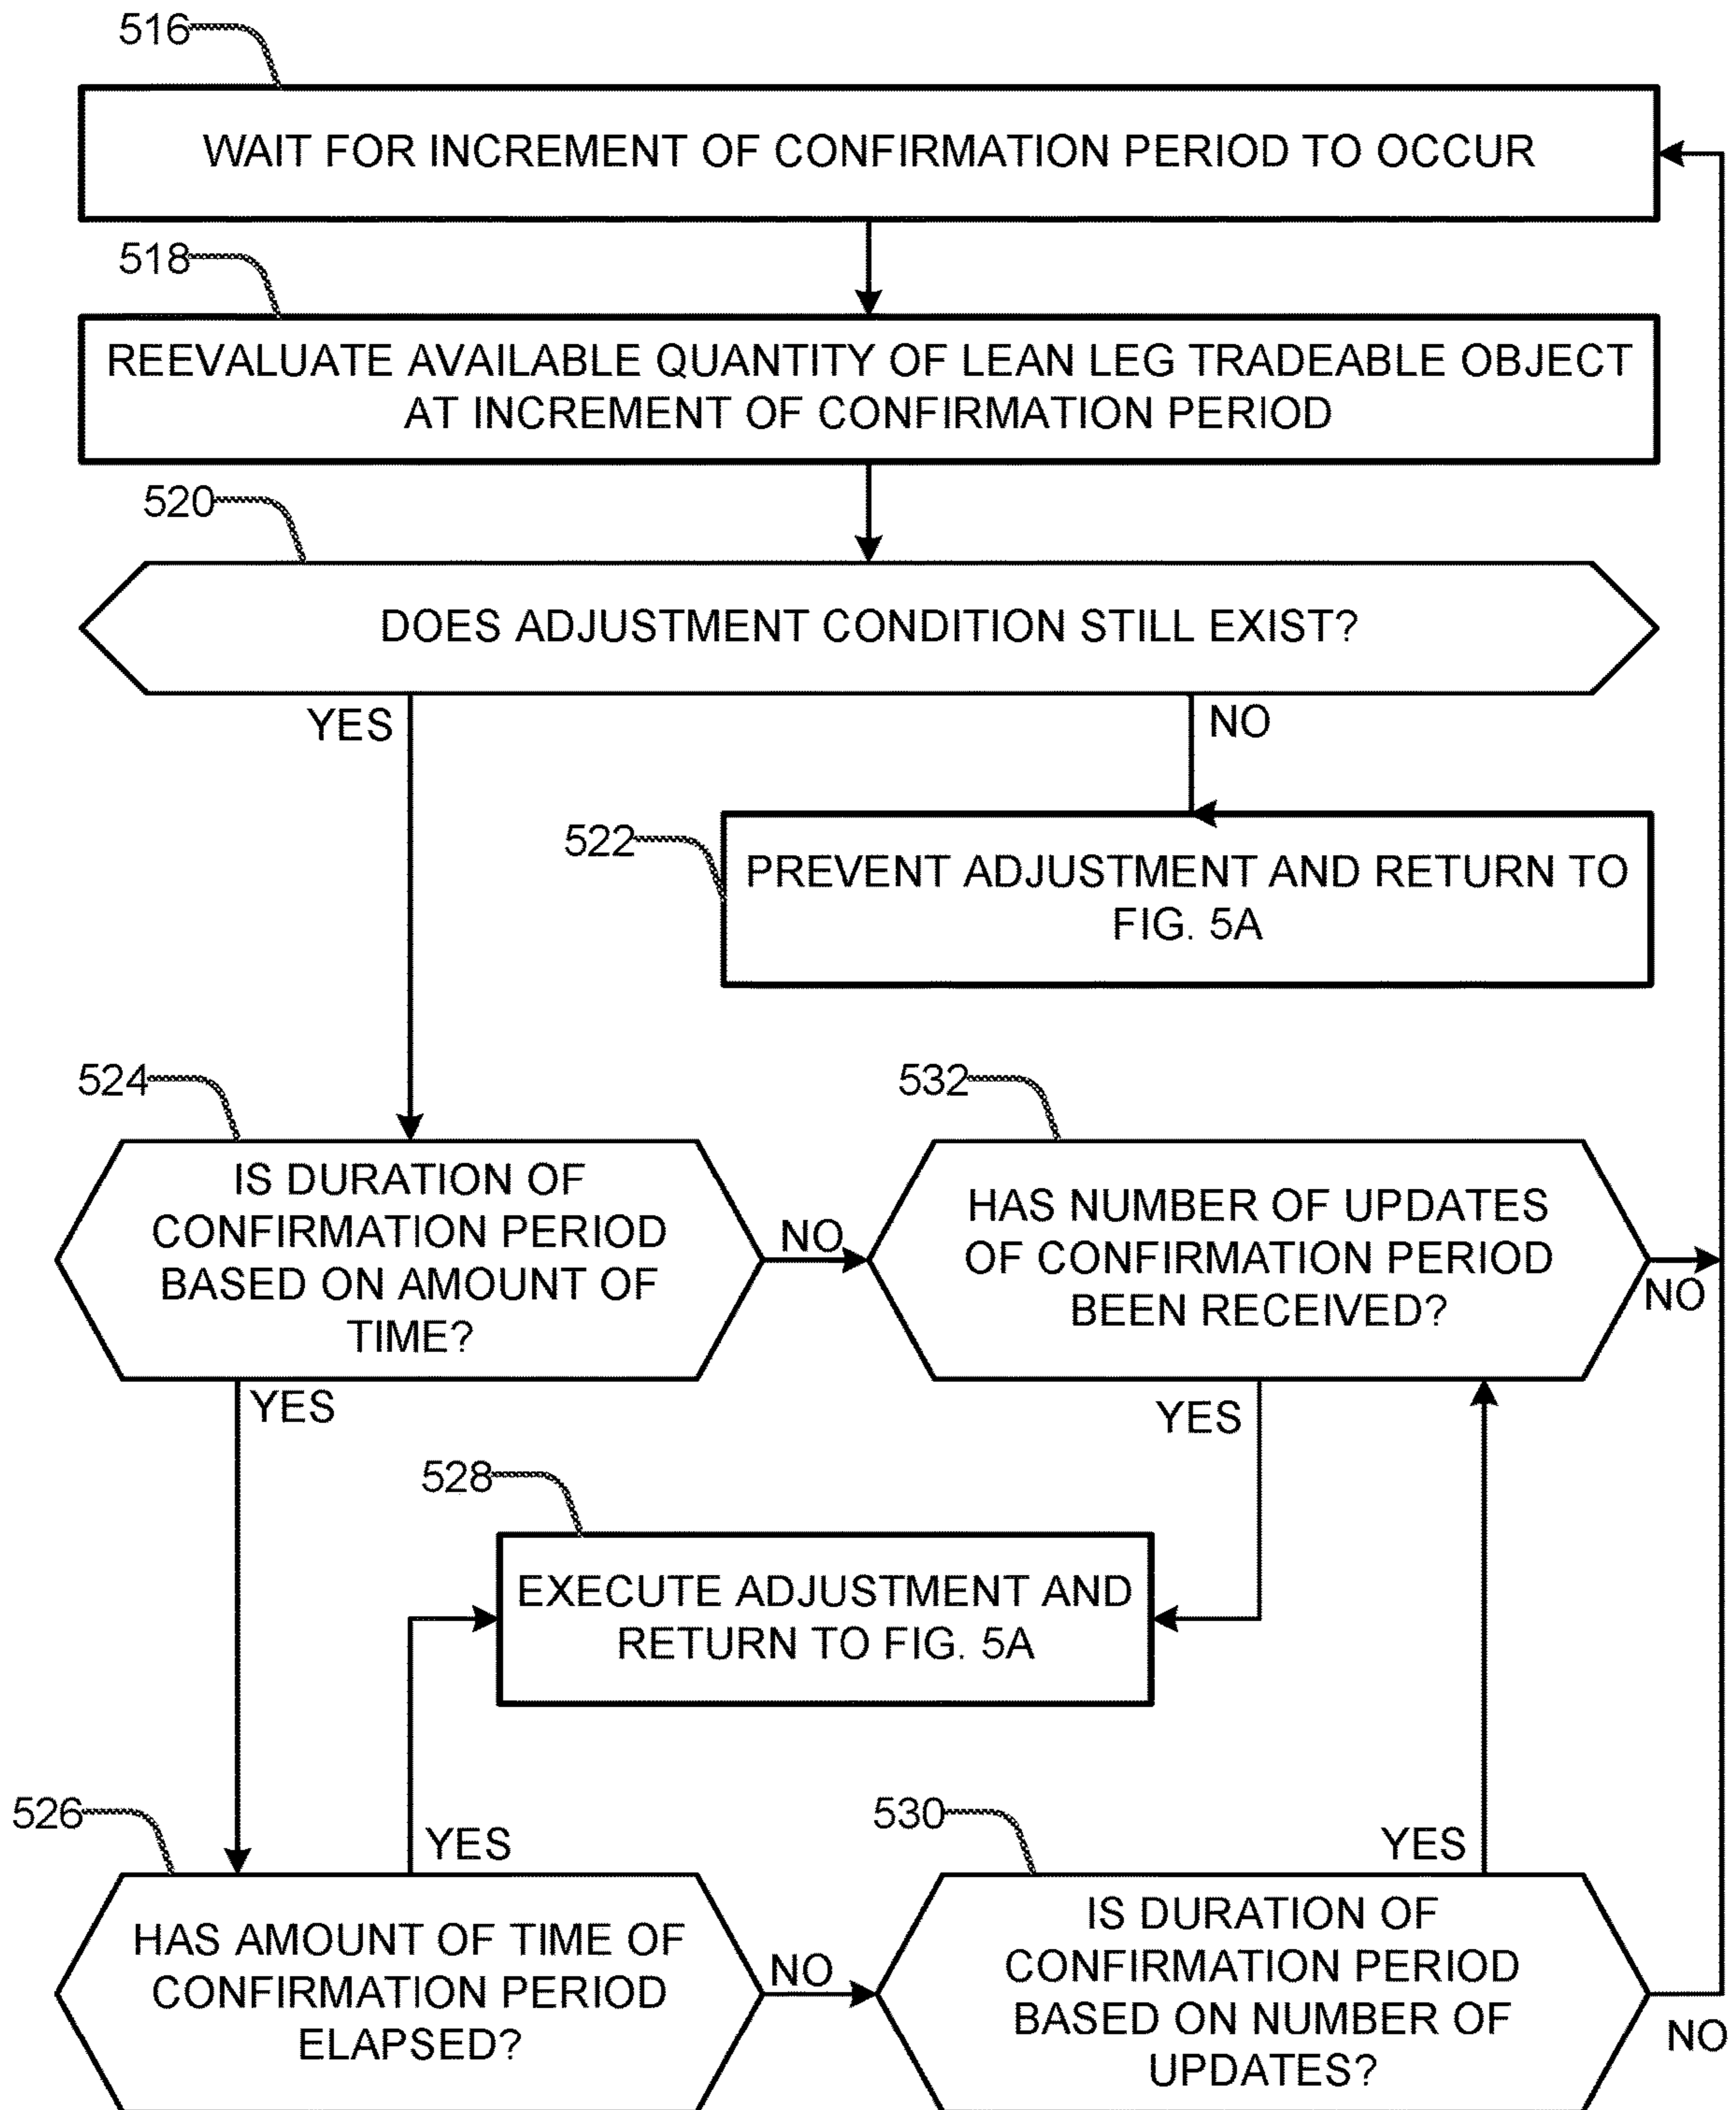 516
WAIT FOR INCREMENT OF CONFIRMATION PERIOD TO OCCUR
518
REEVALUATE AVAILABLE QUANTITY OF LEAN LEG TRADEABLE OBJECT
AT INCREMENT OF CONFIRMATION PERIOD
520
DOES ADJUSTMENT CONDITION STILL EXIST?
YES
NO
522
PREVENT ADJUSTMENT AND RETURN TO
FIG. 5A
524
IS DURATION OF
CONFIRMATION PERIOD
BASED ON AMOUNT OF
TIME?
NO
532
HAS NUMBER OF UPDATES
OF CONFIRMATION PERIOD
BEEN RECEIVED?
NO
YES
YES
528
EXECUTE ADJUSTMENT AND
RETURN TO FIG. 5A
526
YES
HAS AMOUNT OF TIME OF
CONFIRMATION PERIOD
ELAPSED?
NO
530
YES
IS DURATION OF
CONFIRMATION PERIOD
BASED ON NUMBER OF
UPDATES?
NO